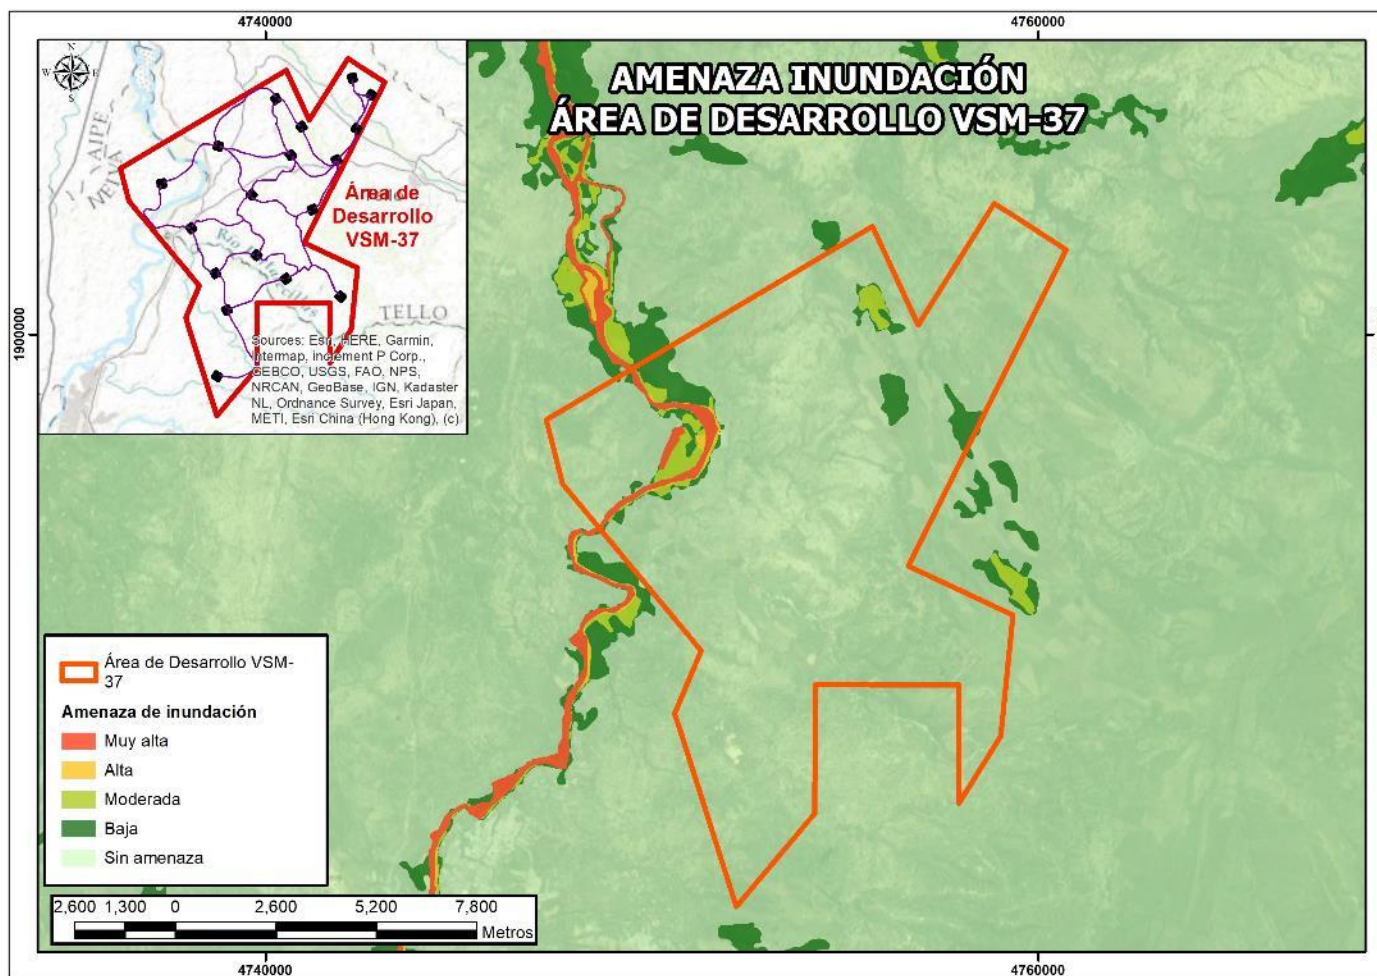 4740000
4760000
AMENAZA INUNDACIÓN
ÁREA DE DESARROLLO VSM-37
N
W
E
S
AIPE
NEIVA
Tello
Área de
Desarrollo
VSM-37
TELLO
Sources: Esri, HERE, Garmin,
Intermap, increment P Corp.,
GEBCO, USGS, FAO, NPS,
NRCAN, GeoBase, IGN, Kadaster
NL, Ordnance Survey, Esri Japan,
METI, Esri China (Hong Kong), (c)
1900000
1900000
Área de Desarrollo VSM-
37
Amenaza de inundación
Muy alta
Alta
Moderada
Baja
Sin amenaza
2,600 1,300 0 2,600 5,200 7,800
Metros
4740000
4760000